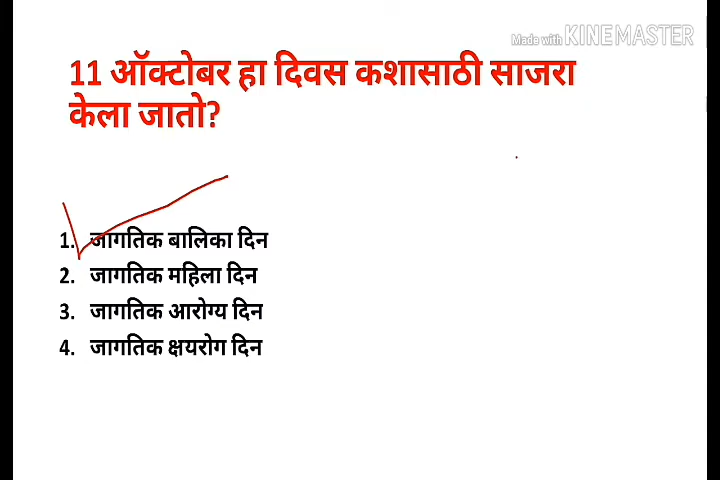 Made with KINEMASTER
11 ऑक्टोबर हा दिवस कशासाठी साजरा
केला जातो?
1. जागतिक बालिका दिन
2. जागतिक महिला दिन
3. जागतिक आरोग्य दिन
4. जागतिक क्षयरोग दिन